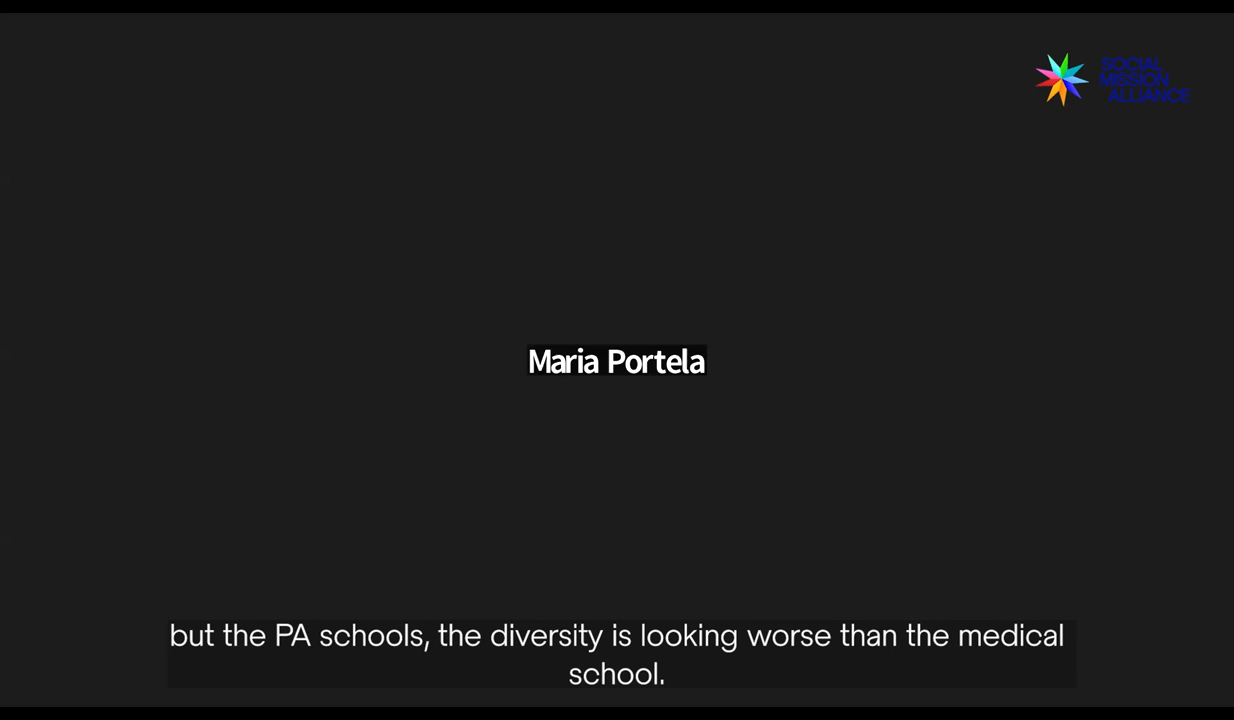 SOCIAL
MISSION
ALLIANCE
Maria Portela
but the PA schools, the diversity is looking worse than the medical
school.